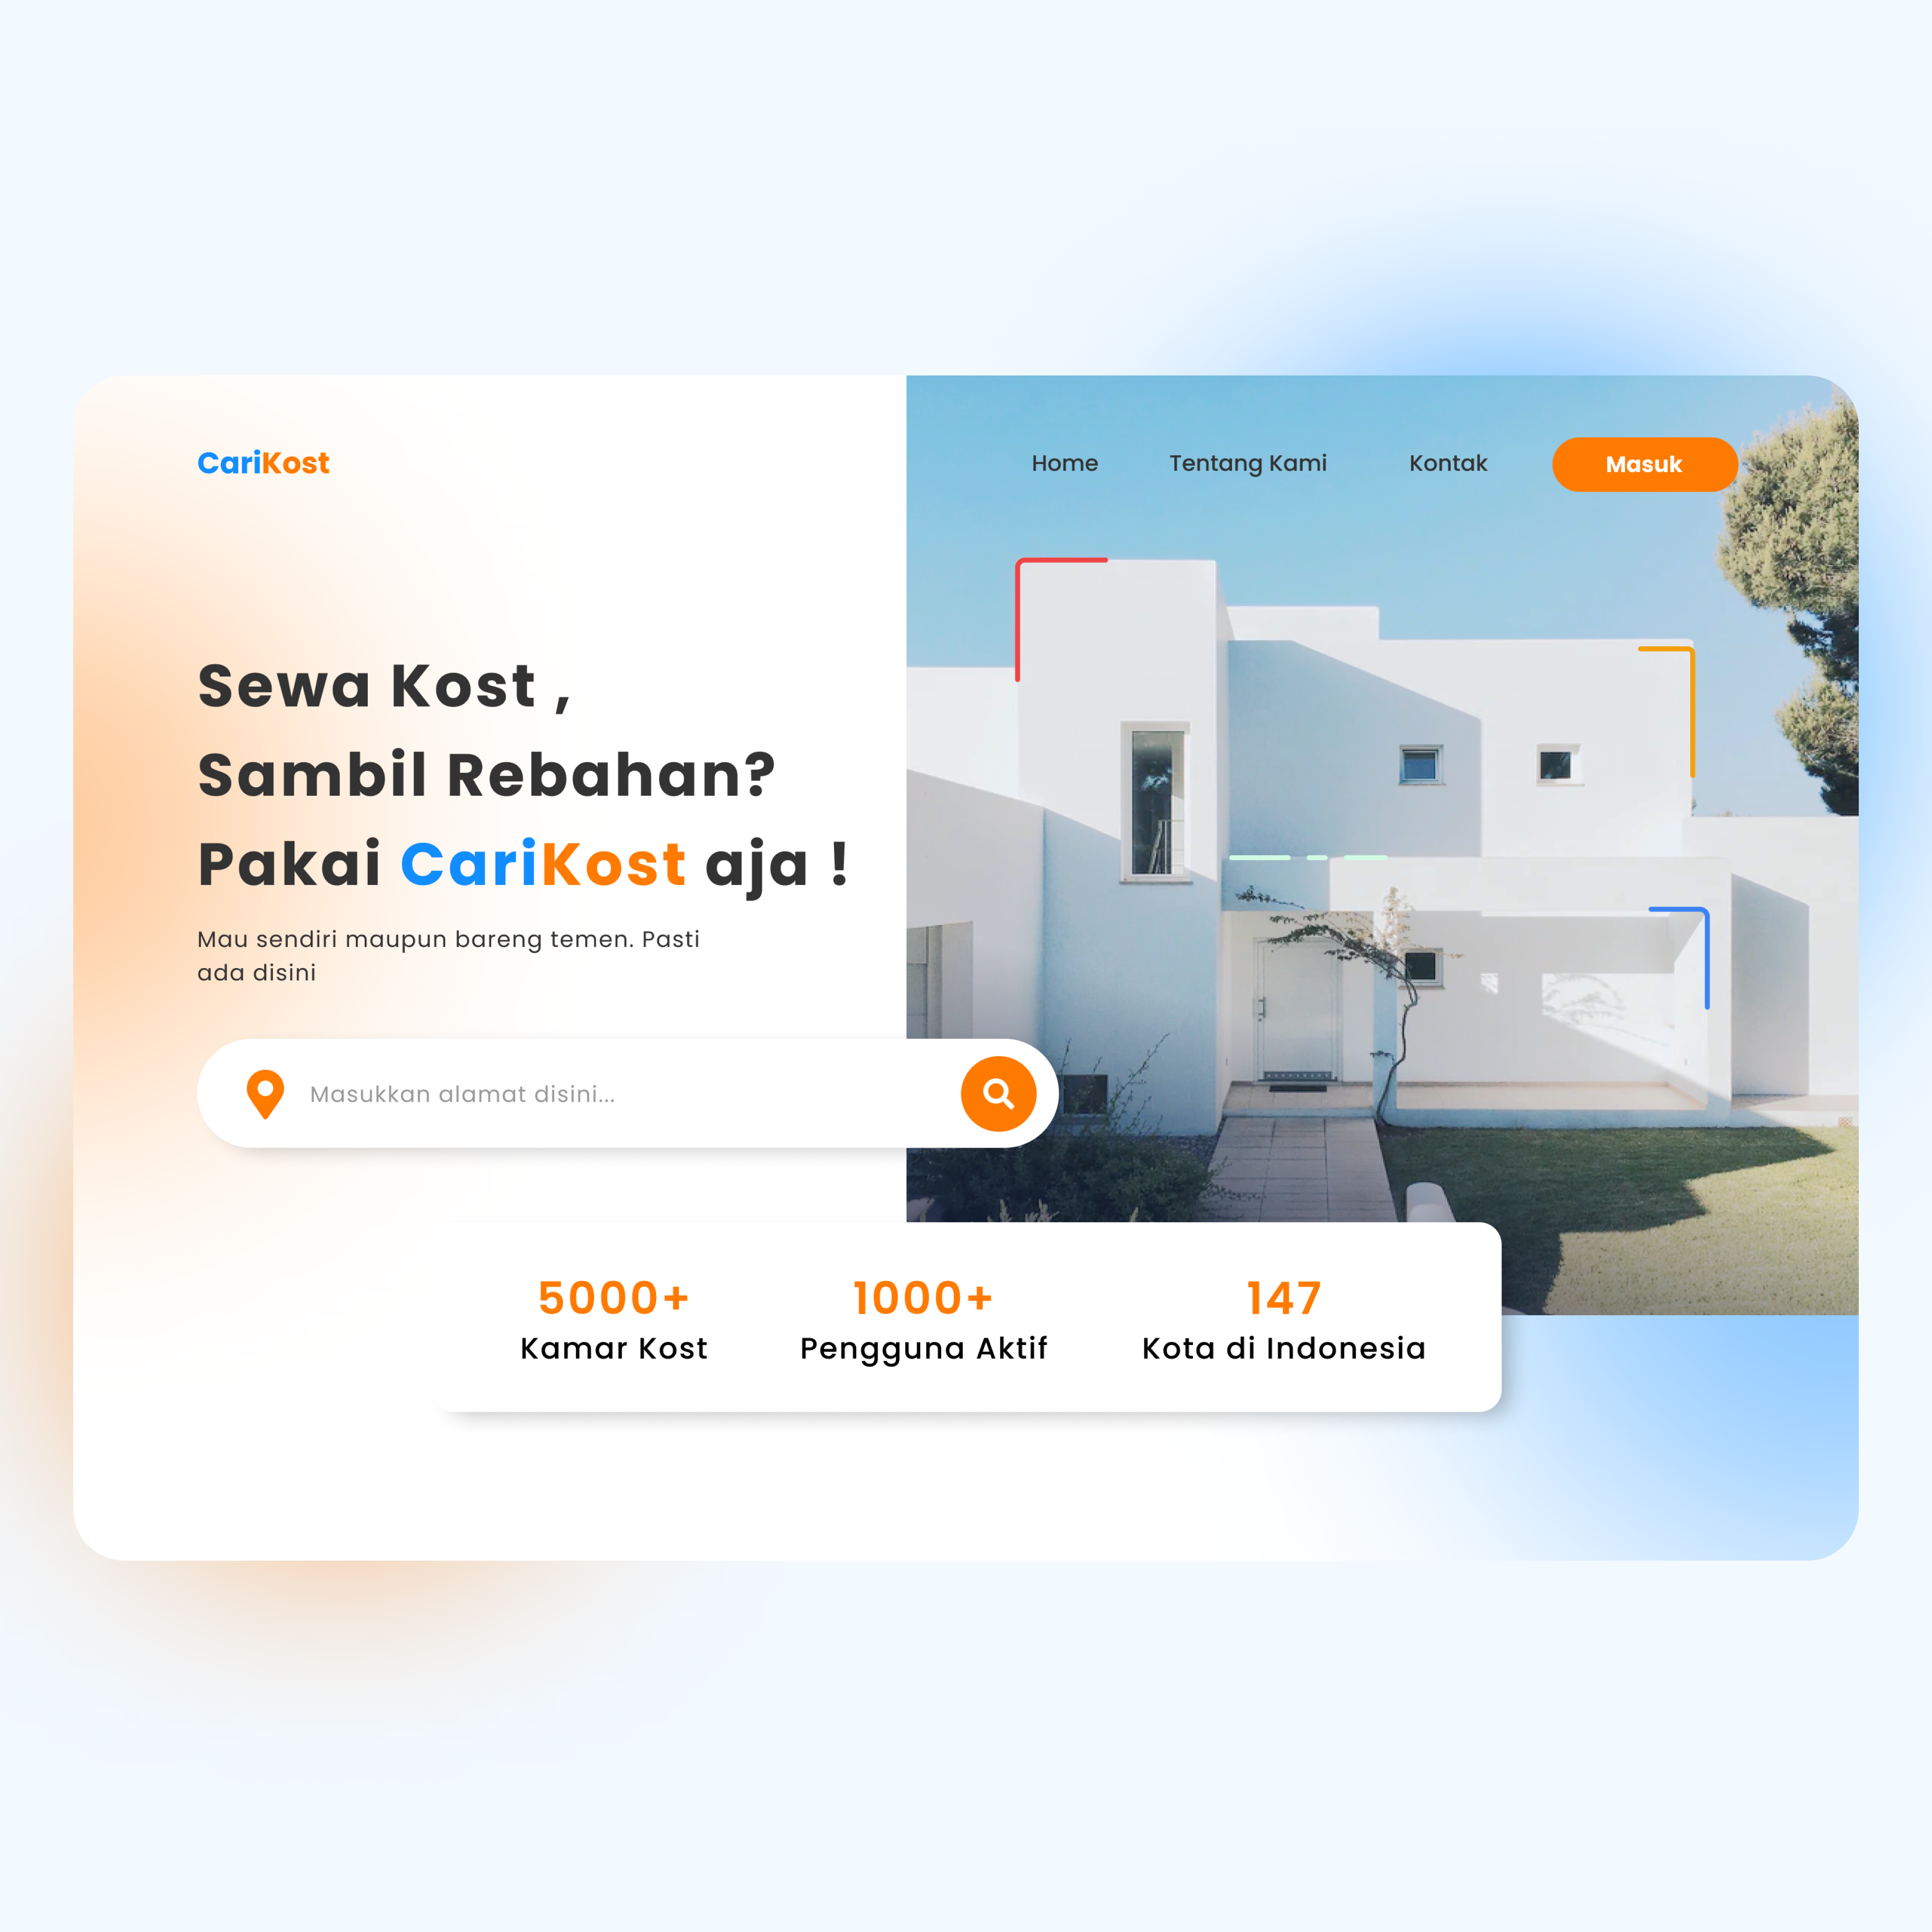 CariKost
Home
Tentang Kami
Kontak
Masuk
Sewa Kost ,
Sambil Rebahan?
Pakai CariKost aja !
Mau sendiri maupun bareng temen. Pasti
ada disini
Masukkan alamat disini...
5000+
Kamar Kost
1000+
Pengguna Aktif
147
Kota di Indonesia